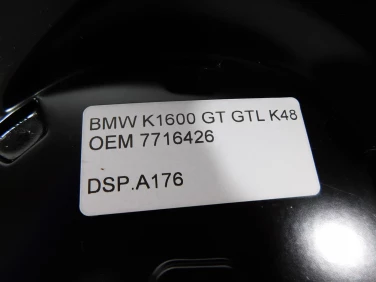 BMW K1600 GT GTL K48
OEM 7716426
DSP.A176